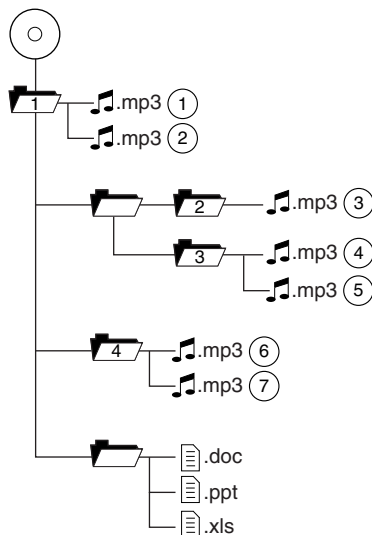 1 .mp3 1
.mp3 2
2 .mp3 3
3 .mp3 4
.mp3 5
4 .mp3 6
.mp3 7
.doc
.ppt
.xls